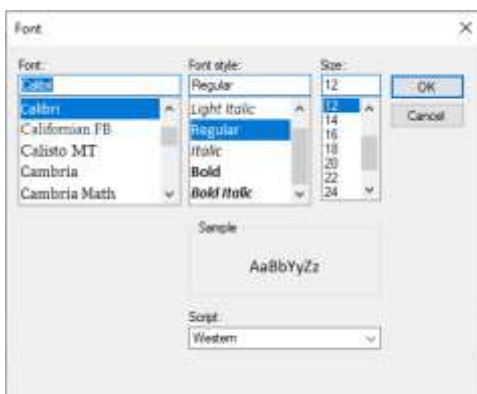 Font
Font:
Font style:
Size:
Calibri
Regular
12
OK
Cancel
Calibri
Californian FB
Calisto MT
Cambria
Cambria Math
Light Italic
Regular
Italic
Bold
Bold Italic
12
14
16
18
20
22
24
Sample
AaBbYyZz
Script:
Western